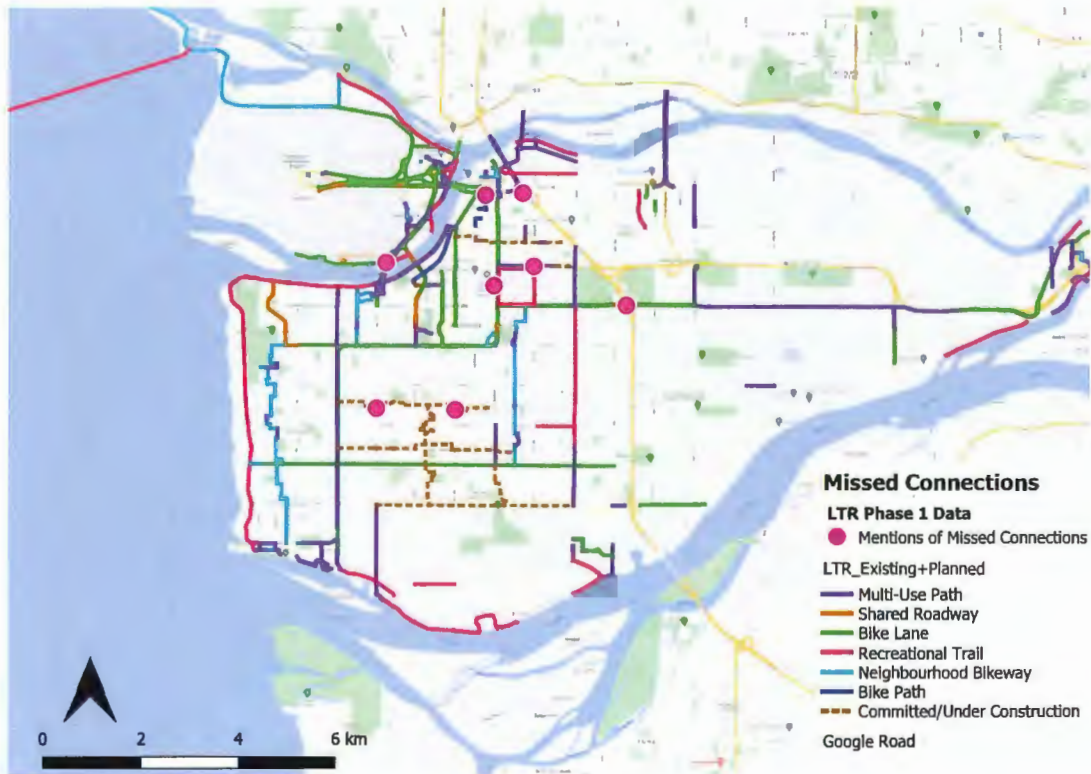 Missed Connections
LTR Phase 1 Data
Mentions of Missed Connections
LTR_Existing+Planned
Multi-Use Path
Shared Roadway
Bike Lane
Recreational Trail
Neighbourhood Bikeway
Bike Path
Committed/Under Construction
Google Road
0 2 4 6 km